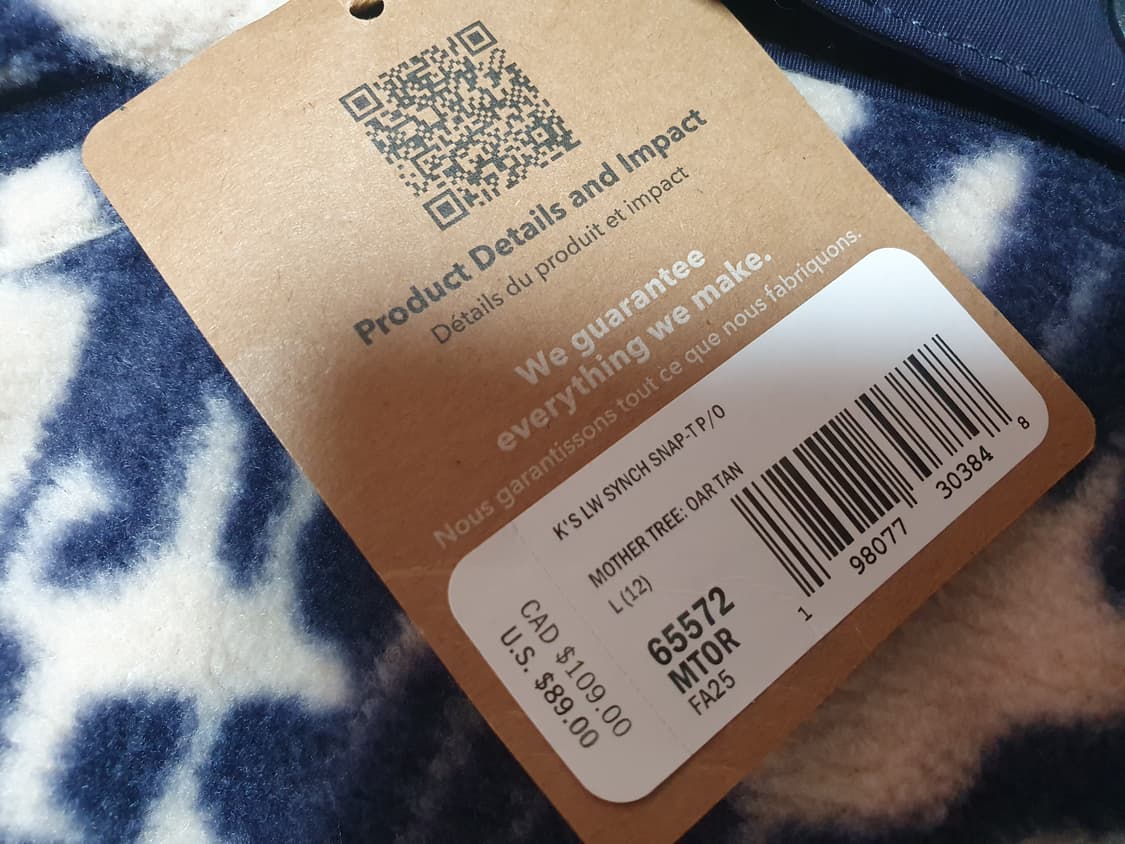 Product Details and Impact
Détails du produit et impact
We guarantee
everything we make.
Nous garantissons tout ce que nous fabriquons.
K'S LW SYNCH SNAP-T P/O
MOTHER TREE: OAR TAN
L (12)
65572
MTOR
FA25
CAD $109.00
U.S. $89.00
1 98077 30384 8